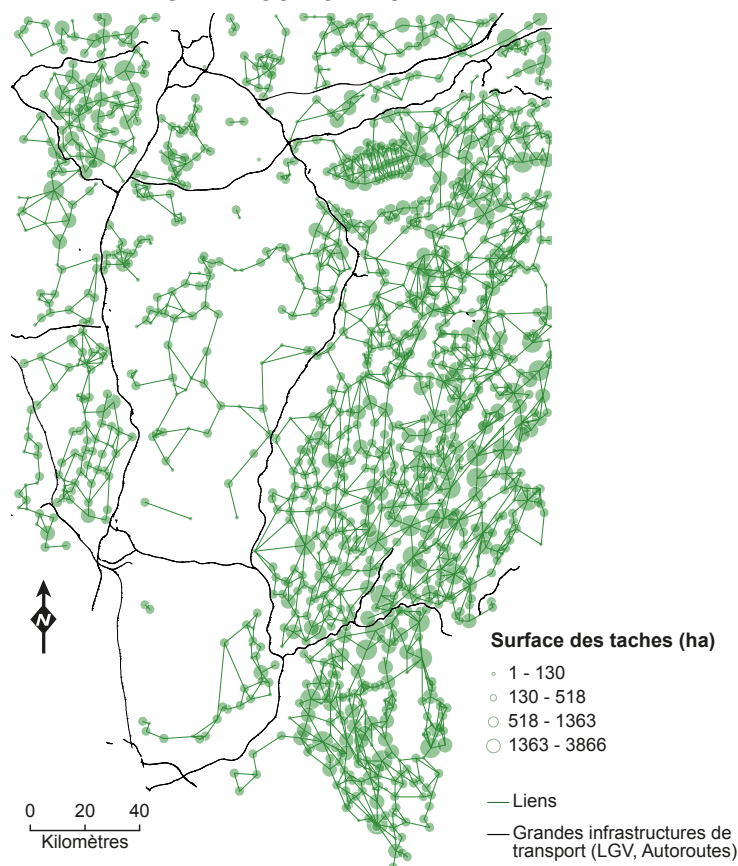 N
Surface des taches (ha)
1 - 130
130 - 518
518 - 1363
1363 - 3866
0 20 40
Kilomètres
Liens
Grandes infrastructures de
transport (LGV, Autoroutes)